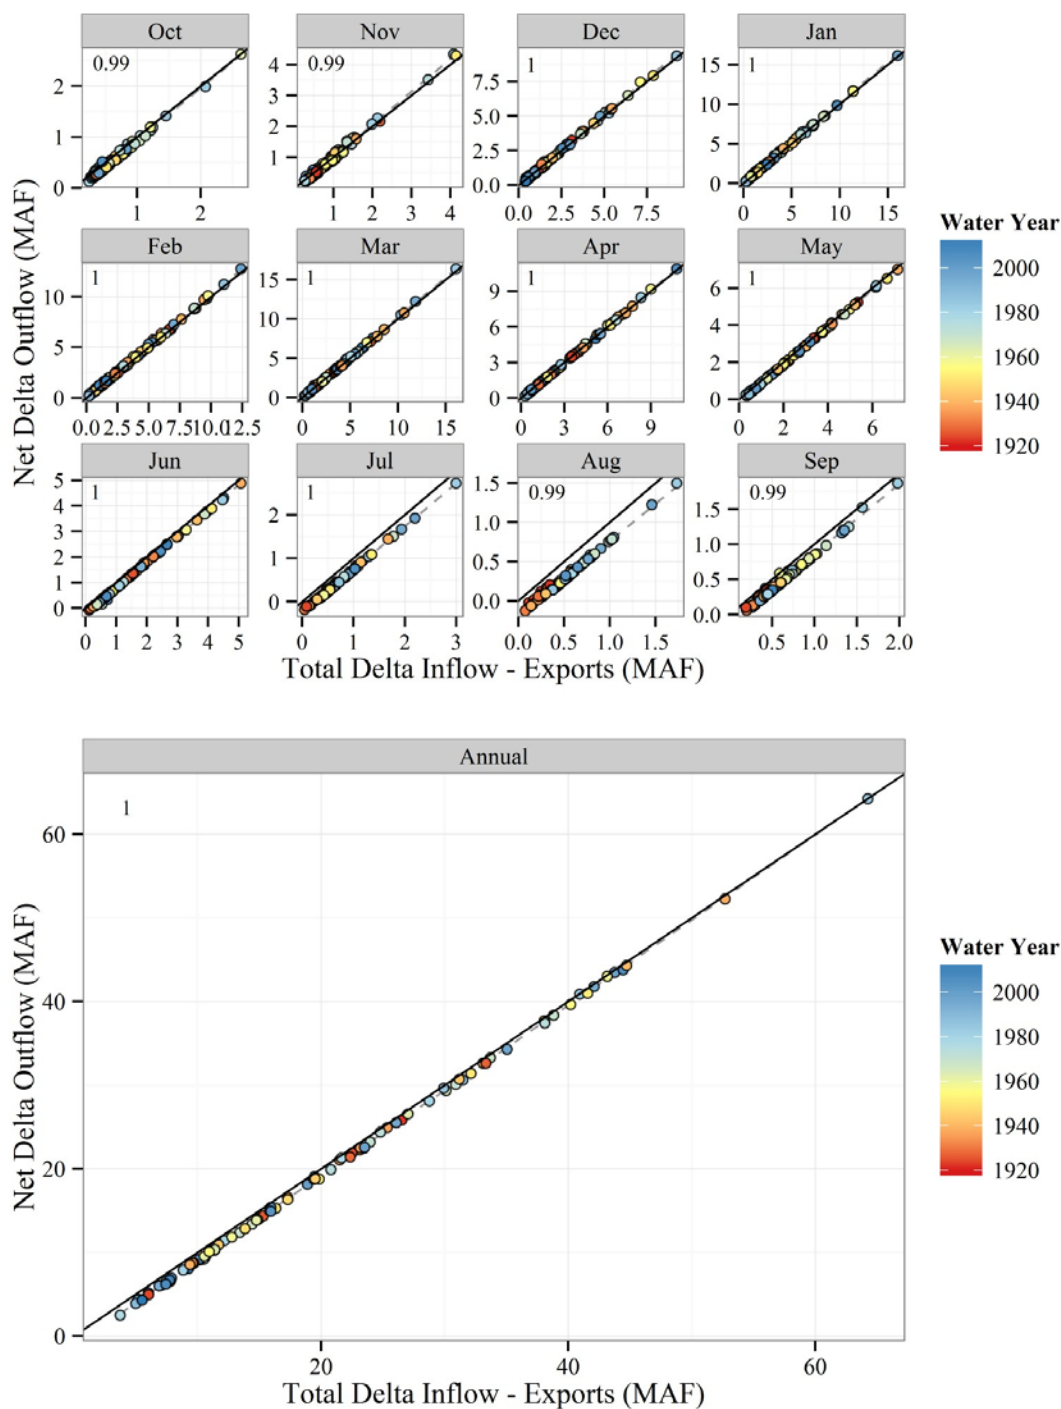 Oct Nov Dec Jan
0.99 0.99 1 1
2 1 0
4 3 2 1
7.5 5.0 2.5 0.0
15 10 5 0
1 2
1 2 3 4
0.0 2.5 5.0 7.5
0 5 10 15
Feb Mar Apr May
1 1 1 1
10 5 0
15 10 5 0
9 6 3 0
6 4 2 0
0.0 2.5 5.0 7.5 10.0 12.5
0 5 10 15
0 3 6 9
0 2 4 6
Jun Jul Aug Sep
1 1 0.99 0.99
5 4 3 2 1 0
2 1 0
1.5 1.0 0.5 0.0
1.5 1.0 0.5 0.0
0 1 2 3 4 5
0 1 2 3
0.0 0.5 1.0 1.5
0.5 1.0 1.5 2.0
Net Delta Outflow (MAF)
Total Delta Inflow - Exports (MAF)
Water Year
2000
1980
1960
1940
1920
Annual
1
60
40
20
0
20 40 60
Net Delta Outflow (MAF)
Total Delta Inflow - Exports (MAF)
Water Year
2000
1980
1960
1940
1920